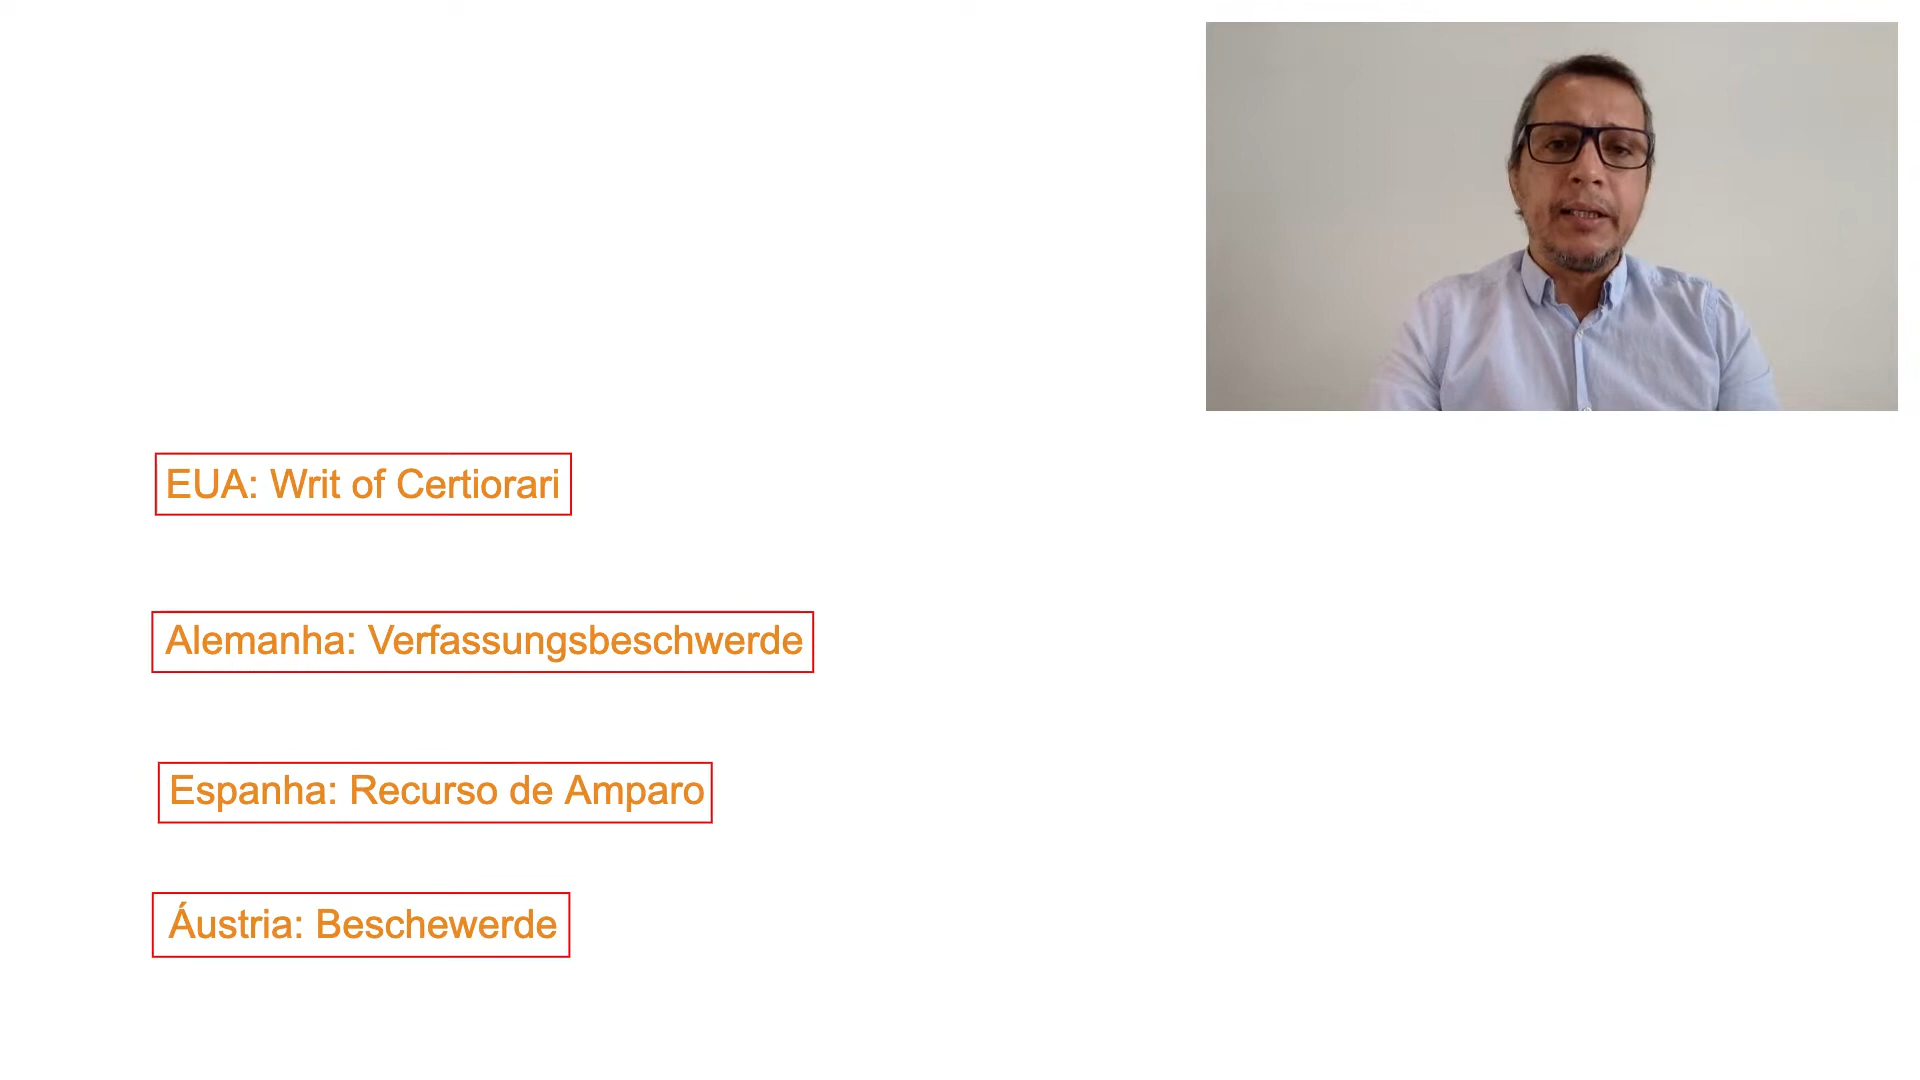 EUA: Writ of Certiorari
Alemanha: Verfassungsbeschwerde
Espanha: Recurso de Amparo
Áustria: Beschewerde